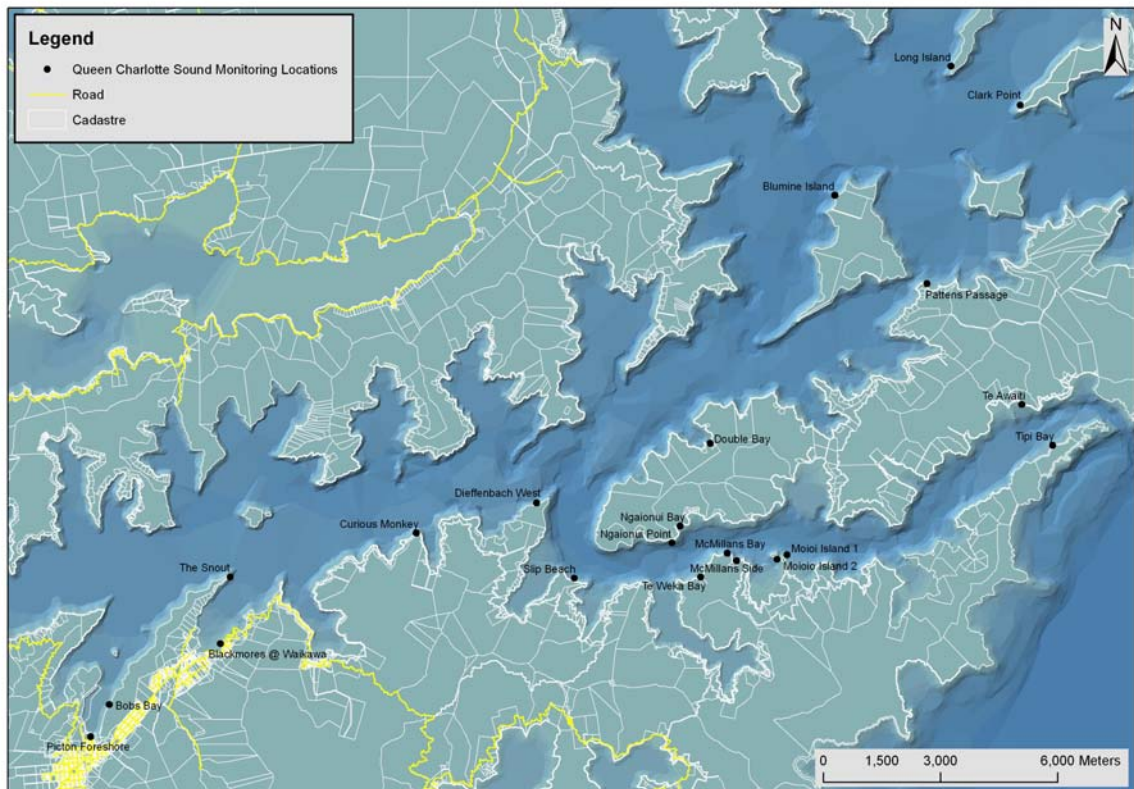 Legend
Queen Charlotte Sound Monitoring Locations
Road
Cadastre
N
Long Island
Clark Point
Blumine Island
Pattens Passage
Te Awaiti
Tipi Bay
Double Bay
Dieffenbach West
Curious Monkey
Ngaionui Bay
Ngaionui Point
McMillans Bay
Moioi Island 1
The Snout
Slip Beach
McMillans Side
Moioio Island 2
Te Weka Bay
Blackmores @ Waikawa
Bobs Bay
Picton Foreshore
0 1,500 3,000 6,000 Meters